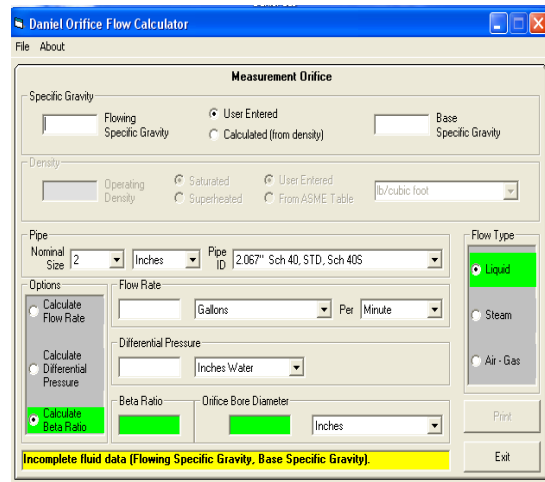 Daniel Orifice Flow Calculator
File About
Measurement Orifice
Specific Gravity
Flowing
Specific Gravity
User Entered
Calculated (from density)
Base
Specific Gravity
Density
Operating
Density
Saturated
Superheated
User Entered
From ASME Table
lb/cubic foot
Pipe
Nominal
Size
2
Inches
Pipe
ID
2.067" Sch 40, STD, Sch 40S
Flow Type
Liquid
Steam
Air - Gas
Options
Calculate
Flow Rate
Calculate
Differential
Pressure
Calculate
Beta Ratio
Flow Rate
Gallons
Per
Minute
Differential Pressure
Inches Water
Beta Ratio
Orifice Bore Diameter
Inches
Print
Exit
Incomplete fluid data (Flowing Specific Gravity, Base Specific Gravity).